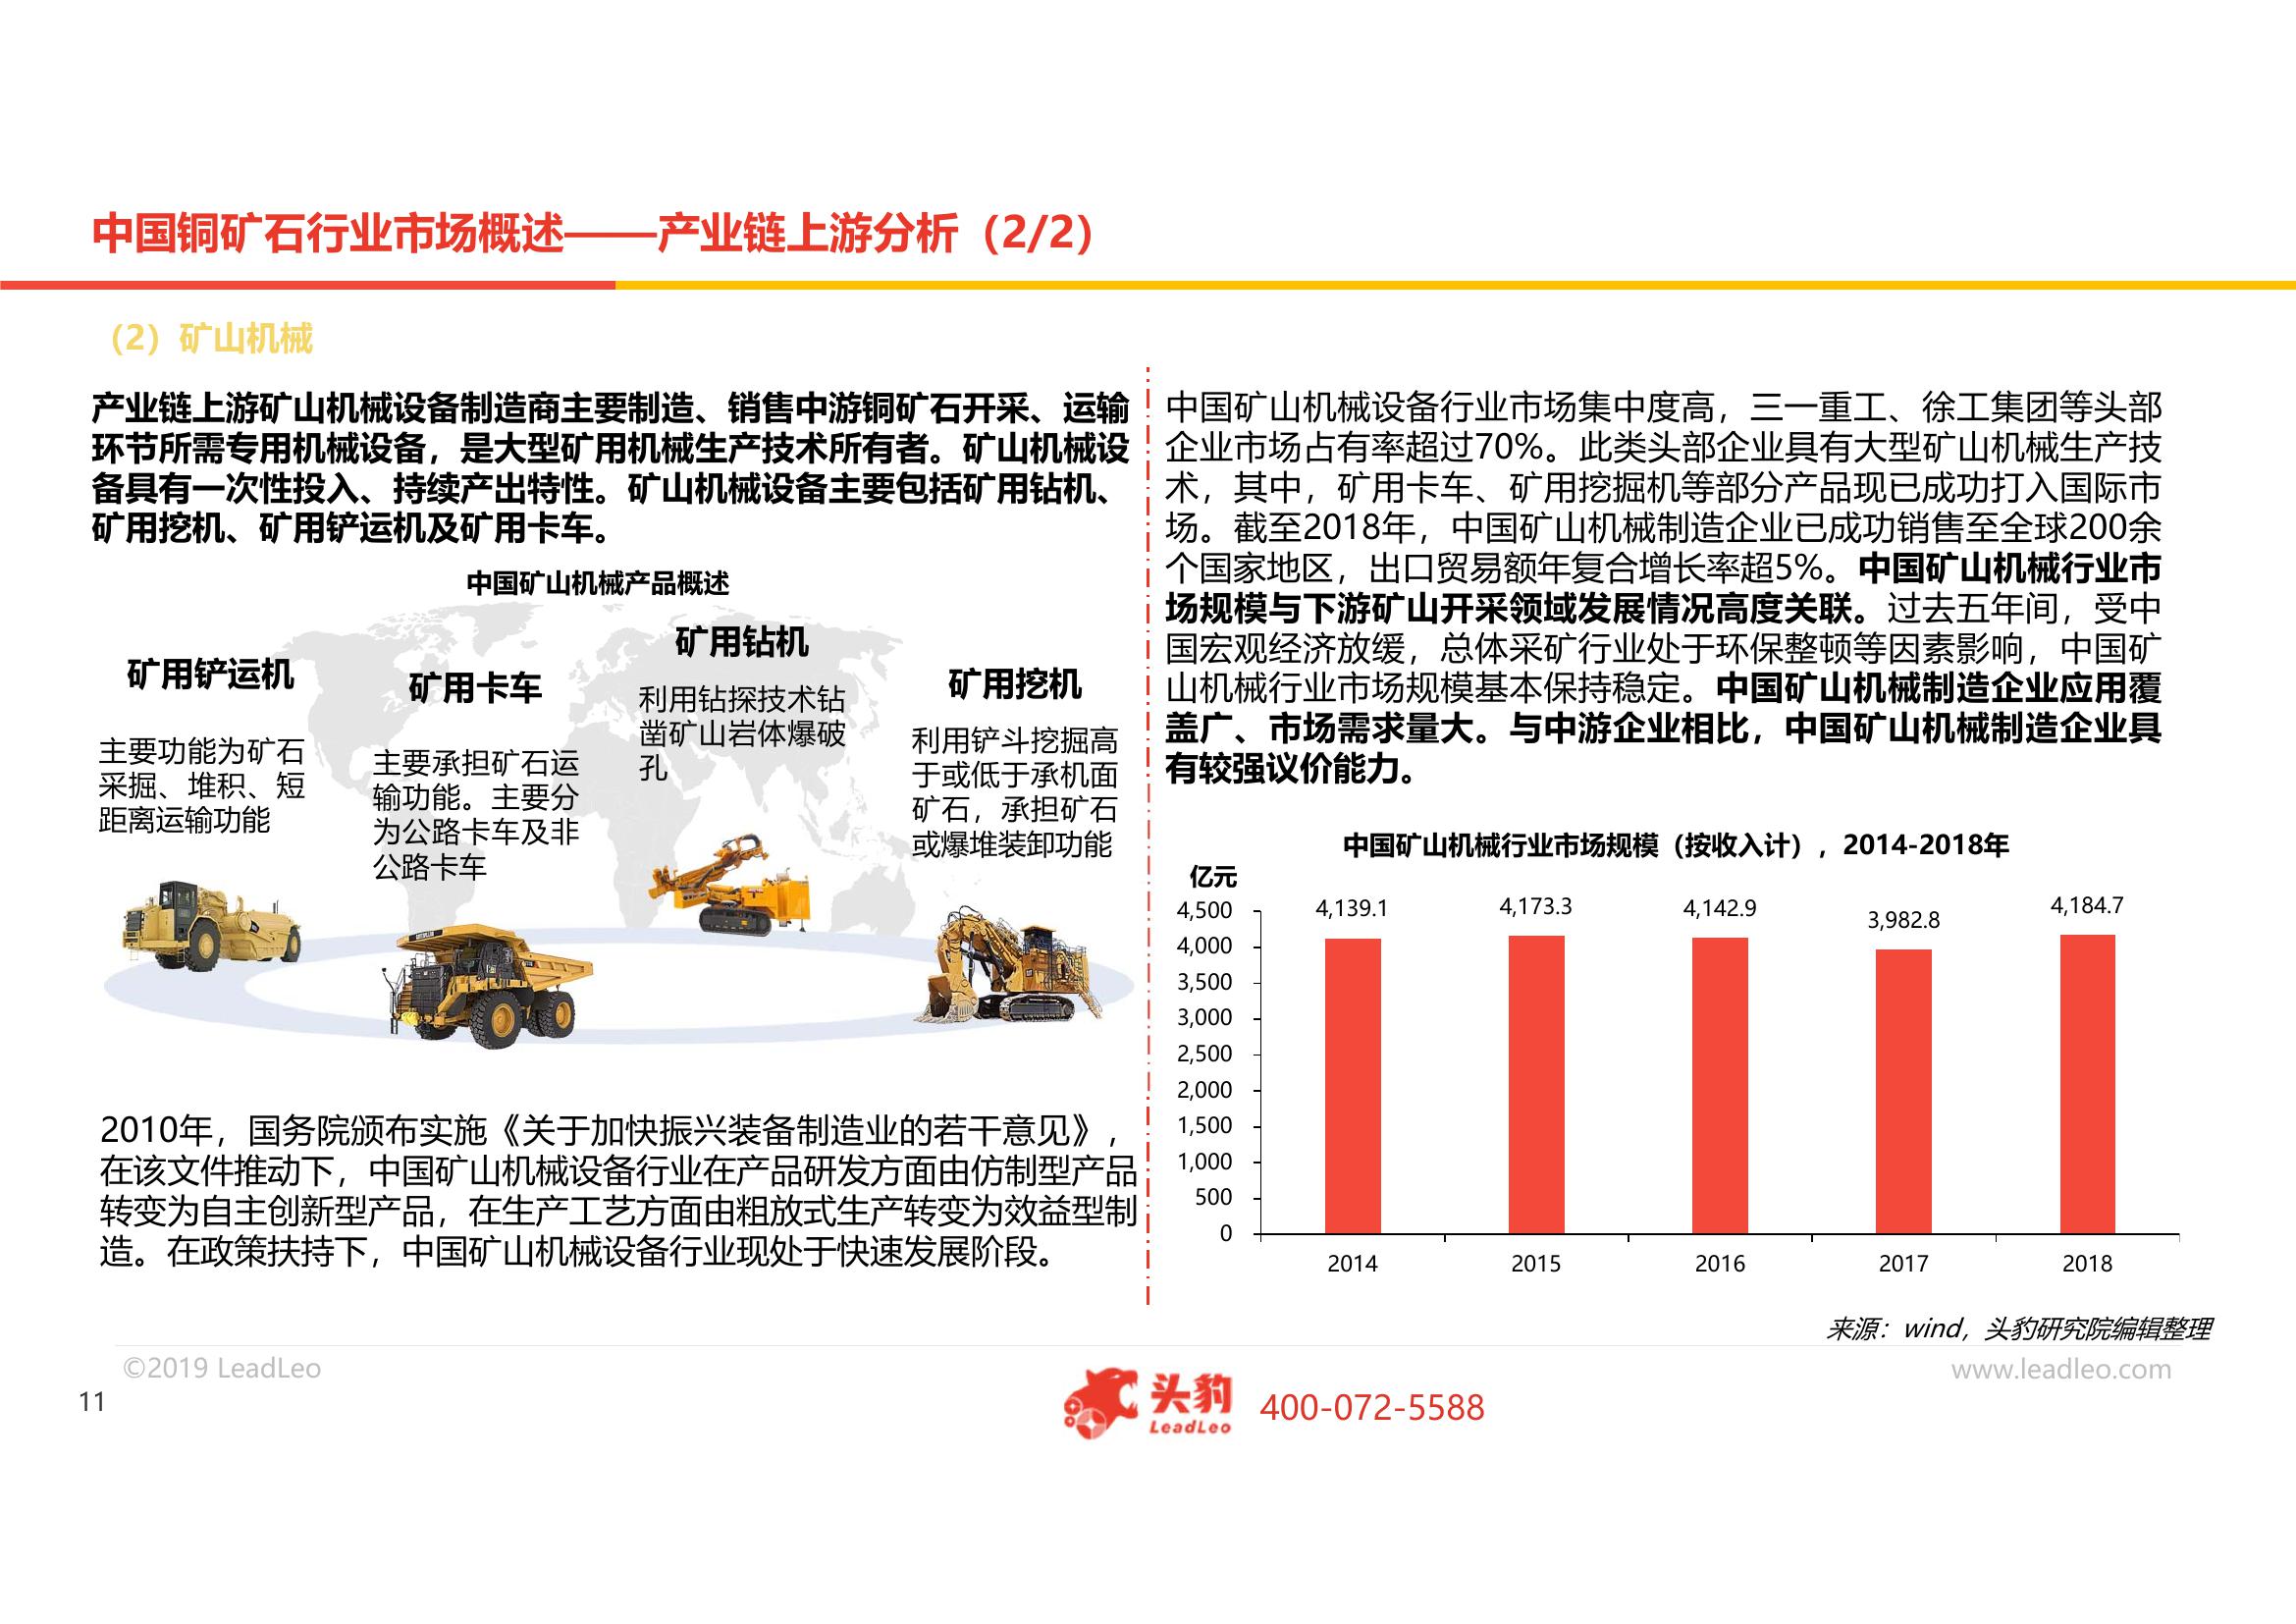 中国铜矿石行业市场概述——产业链上游分析（2/2）
（2）矿山机械
产业链上游矿山机械设备制造商主要制造、销售中游铜矿石开采、运输
环节所需专用机械设备，是大型矿用机械生产技术所有者。矿山机械设
备具有一次性投入、持续产出特性。矿山机械设备主要包括矿用钻机、
矿用挖机、矿用铲运机及矿用卡车。
中国矿山机械产品概述
矿用铲运机
主要功能为矿石
采掘、堆积、短
距离运输功能
矿用卡车
主要承担矿石运
输功能。主要分
为公路卡车及非
公路卡车
矿用钻机
利用钻探技术钻
凿矿山岩体爆破
孔
矿用挖机
利用铲斗挖掘高
于或低于承机面
矿石，承担矿石
或爆堆装卸功能
2010年，国务院颁布实施《关于加快振兴装备制造业的若干意见》，
在该文件推动下，中国矿山机械设备行业在产品研发方面由仿制型产品
转变为自主创新型产品，在生产工艺方面由粗放式生产转变为效益型制
造。在政策扶持下，中国矿山机械设备行业现处于快速发展阶段。
中国矿山机械设备行业市场集中度高，三一重工、徐工集团等头部
企业市场占有率超过70%。此类头部企业具有大型矿山机械生产技
术，其中，矿用卡车、矿用挖掘机等部分产品现已成功打入国际市
场。截至2018年，中国矿山机械制造企业已成功销售至全球200余
个国家地区，出口贸易额年复合增长率超5%。中国矿山机械行业市
场规模与下游矿山开采领域发展情况高度关联。过去五年间，受中
国宏观经济放缓，总体采矿行业处于环保整顿等因素影响，中国矿
山机械行业市场规模基本保持稳定。中国矿山机械制造企业应用覆
盖广、市场需求量大。与中游企业相比，中国矿山机械制造企业具
有较强议价能力。
中国矿山机械行业市场规模（按收入计），2014-2018年
亿元
4,500
4,000
3,500
3,000
2,500
2,000
1,500
1,000
500
0
4,139.1
4,173.3
4,142.9
3,982.8
4,184.7
2014
2015
2016
2017
2018
来源：wind，头豹研究院编辑整理
©2019 LeadLeo
www.leadleo.com
11
头豹
LeadLeo
400-072-5588